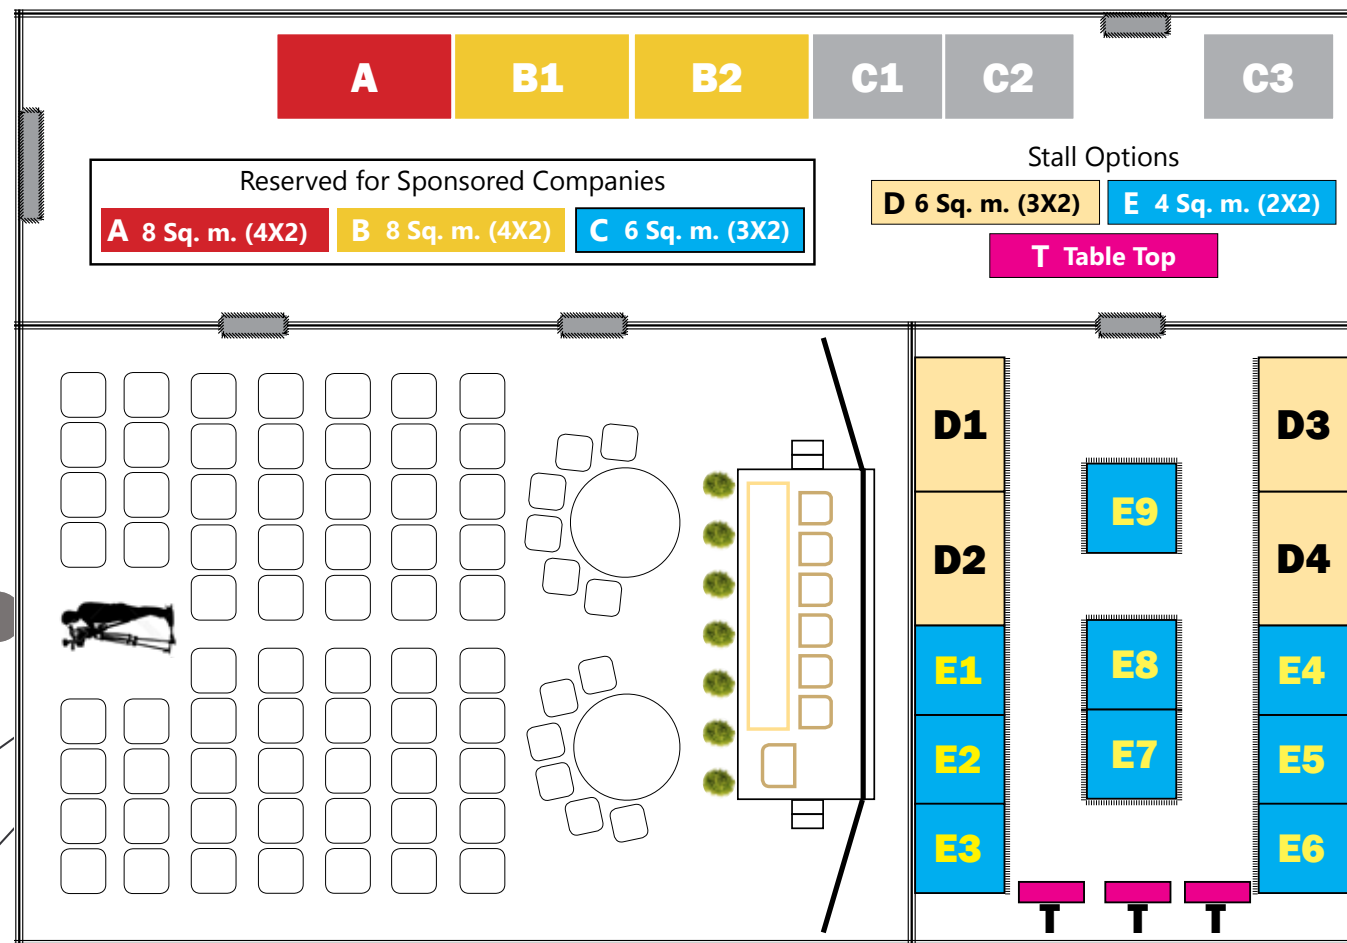 A B1 B2 C1 C2 C3
Reserved for Sponsored Companies
A 8 Sq. m. (4X2) B 8 Sq. m. (4X2) C 6 Sq. m. (3X2)
Stall Options
D 6 Sq. m. (3X2) E 4 Sq. m. (2X2)
T Table Top
D1 D3
E9
D2 D4
E1 E8 E4
E2 E7 E5
E3 E6
T T T